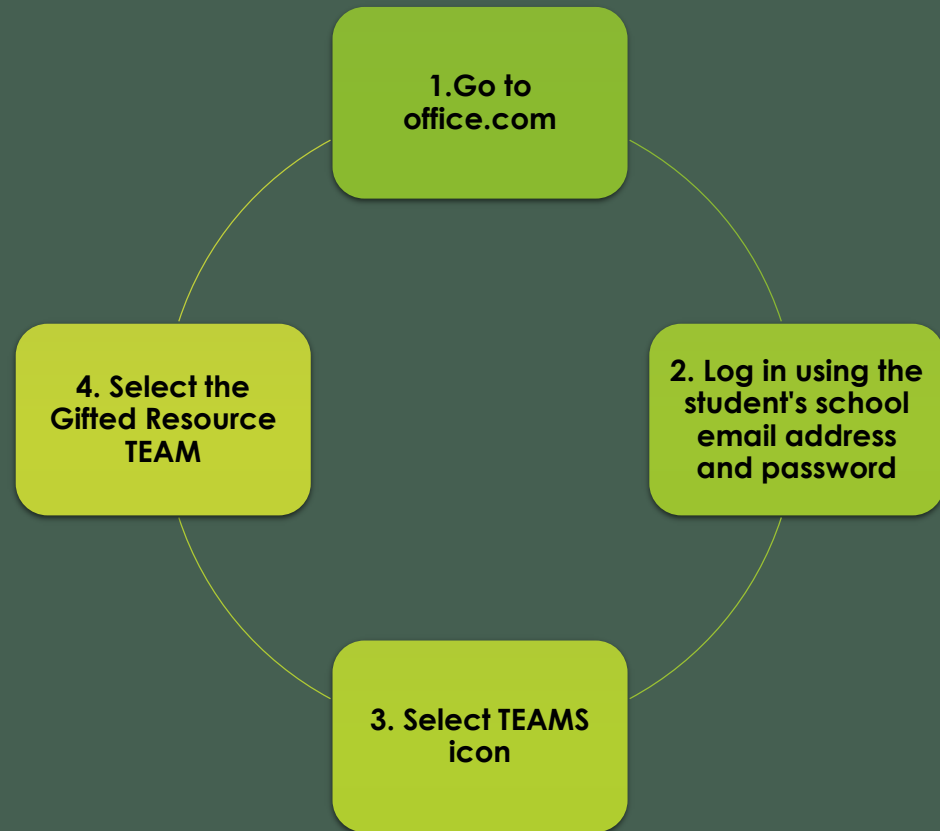 1.Go to
office.com
2. Log in using the
student's school
email address
and password
3. Select TEAMS
icon
4. Select the
Gifted Resource
TEAM